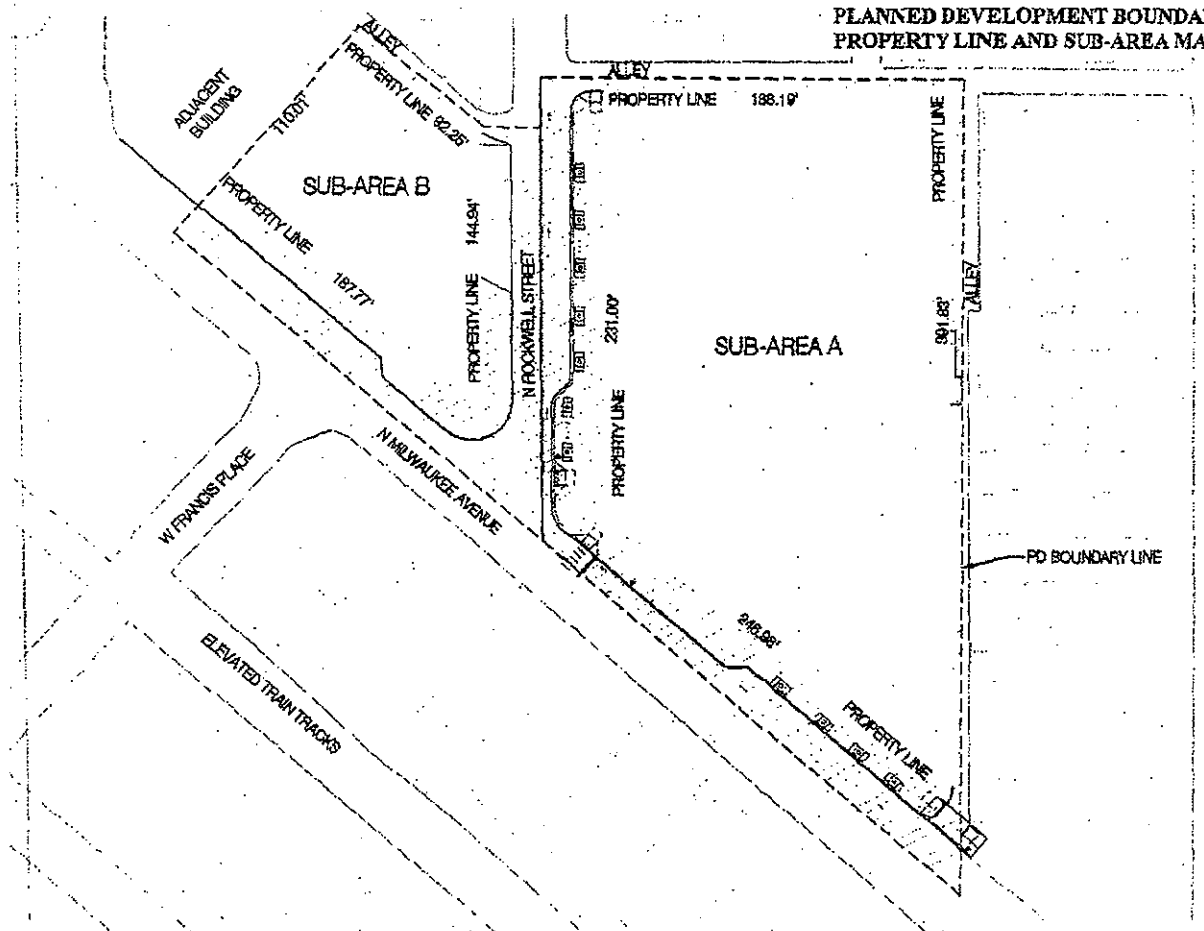 PLANNED DEVELOPMENT BOUNDA
PROPERTY LINE AND SUB-AREA MA
ALLEY
ALLEY
PROPERTY LINE 92.25'
PROPERTY LINE 188.19'
ADJACENT
BUILDING
110.01'
PROPERTY LINE
SUB-AREA B
PROPERTY LINE
187.77'
PROPERTY LINE 144.94'
N ROCKWELL STREET
231.00'
PROPERTY LINE
SUB-AREA A
391.83'
ALLEY
N MILWAUKEE AVENUE
W FRANCIS PLACE
PD BOUNDARY LINE
246.98'
ELEVATED TRAIN TRACKS
PROPERTY LINE